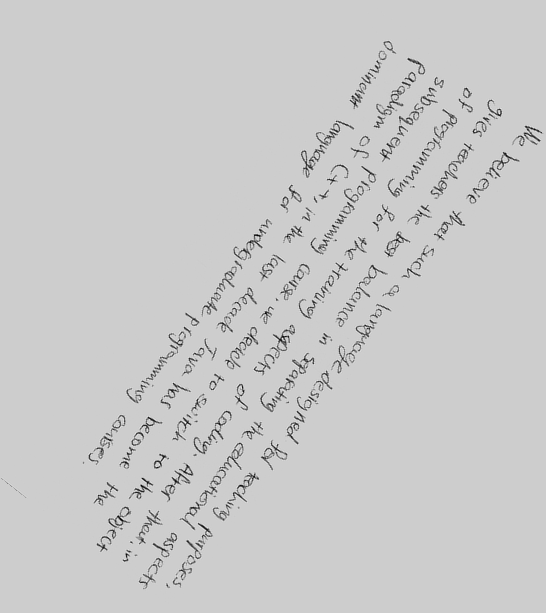 We believe that such a language designed for teaching purposes,
gives teachers the best balance in separating the educational aspects
of programming for the training aspects of coding. After that, in
subsequent programming cause, we decide to switch to the object
Paradigm of C++, in the last decade Java has become the
dominant language for undergraduate programming courses.